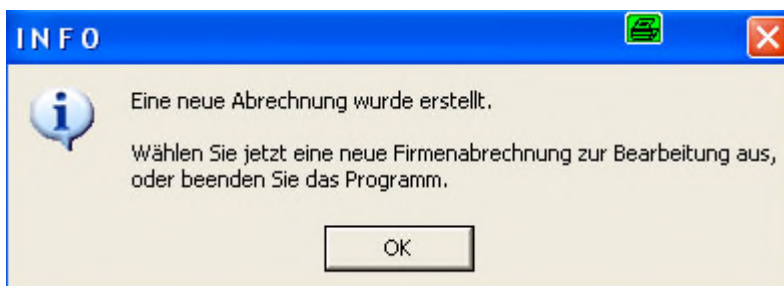 INFO
Eine neue Abrechnung wurde erstellt.
Wählen Sie jetzt eine neue Firmenabrechnung zur Bearbeitung aus,
oder beenden Sie das Programm.
OK